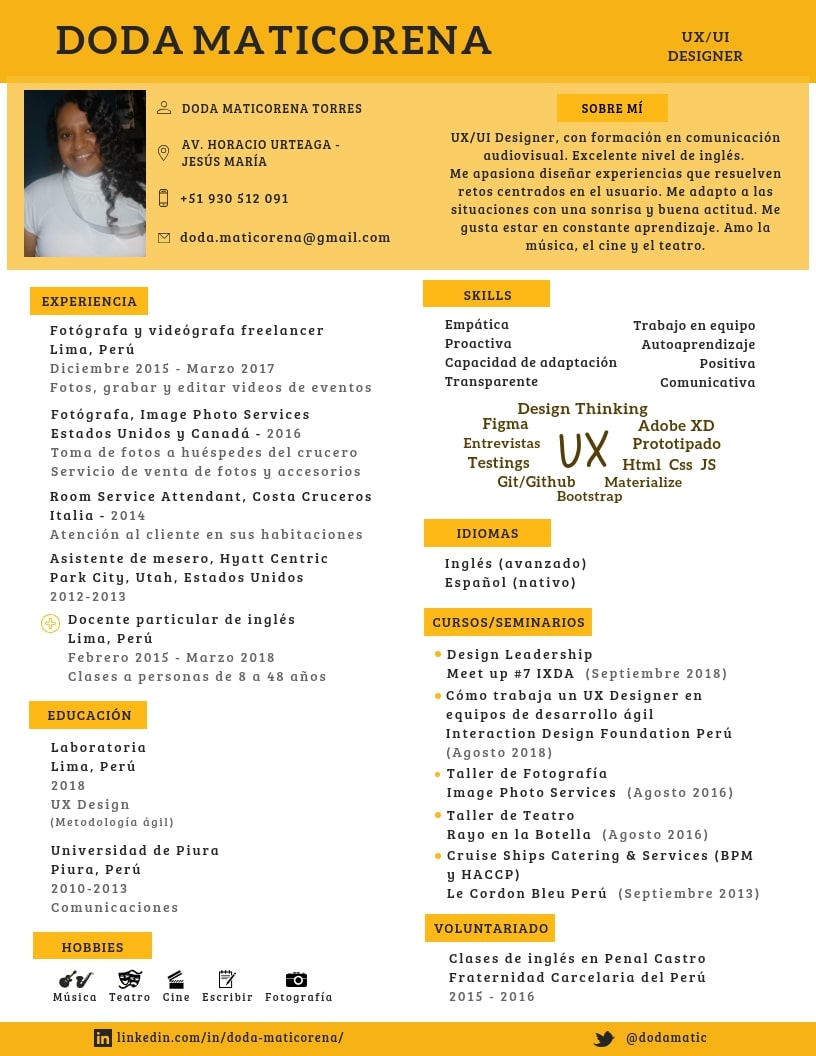 DODA MATICORENA
UX/UI
DESIGNER
DODA MATICORENA TORRES
AV. HORACIO URTEAGA -
JESÚS MARÍA
+51 930 512 091
doda.maticorena@gmail.com
SOBRE MÍ
UX/UI Designer, con formación en comunicación
audiovisual. Excelente nivel de inglés.
Me apasiona diseñar experiencias que resuelven
retos centrados en el usuario. Me adapto a las
situaciones con una sonrisa y buena actitud. Me
gusta estar en constante aprendizaje. Amo la
música, el cine y el teatro.
EXPERIENCIA
Fotógrafa y videógrafa freelancer
Lima, Perú
Diciembre 2015 - Marzo 2017
Fotos, grabar y editar videos de eventos
Fotógrafa, Image Photo Services
Estados Unidos y Canadá - 2016
Toma de fotos a huéspedes del crucero
Servicio de venta de fotos y accesorios
Room Service Attendant, Costa Cruceros
Italia - 2014
Atención al cliente en sus habitaciones
Asistente de mesero, Hyatt Centric
Park City, Utah, Estados Unidos
2012-2013
Docente particular de inglés
Lima, Perú
Febrero 2015 - Marzo 2018
Clases a personas de 8 a 48 años
EDUCACIÓN
Laboratoria
Lima, Perú
2018
UX Design
(Metodología ágil)
Universidad de Piura
Piura, Perú
2010-2013
Comunicaciones
HOBBIES
Música Teatro Cine Escribir Fotografía
SKILLS
Empática Trabajo en equipo
Proactiva Autoaprendizaje
Capacidad de adaptación Positiva
Transparente Comunicativa
Design Thinking
Figma Adobe XD
Entrevistas UX Prototipado
Testings Html Css JS
Git/Github Materialize
Bootstrap
IDIOMAS
Inglés (avanzado)
Español (nativo)
CURSOS/SEMINARIOS
Design Leadership
Meet up #7 IXDA (Septiembre 2018)
Cómo trabaja un UX Designer en
equipos de desarrollo ágil
Interaction Design Foundation Perú
(Agosto 2018)
Taller de Fotografía
Image Photo Services (Agosto 2016)
Taller de Teatro
Rayo en la Botella (Agosto 2016)
Cruise Ships Catering & Services (BPM
y HACCP)
Le Cordon Bleu Perú (Septiembre 2013)
VOLUNTARIADO
Clases de inglés en Penal Castro
Fraternidad Carcelaria del Perú
2015 - 2016
in linkedin.com/in/doda-maticorena/
@dodamatic